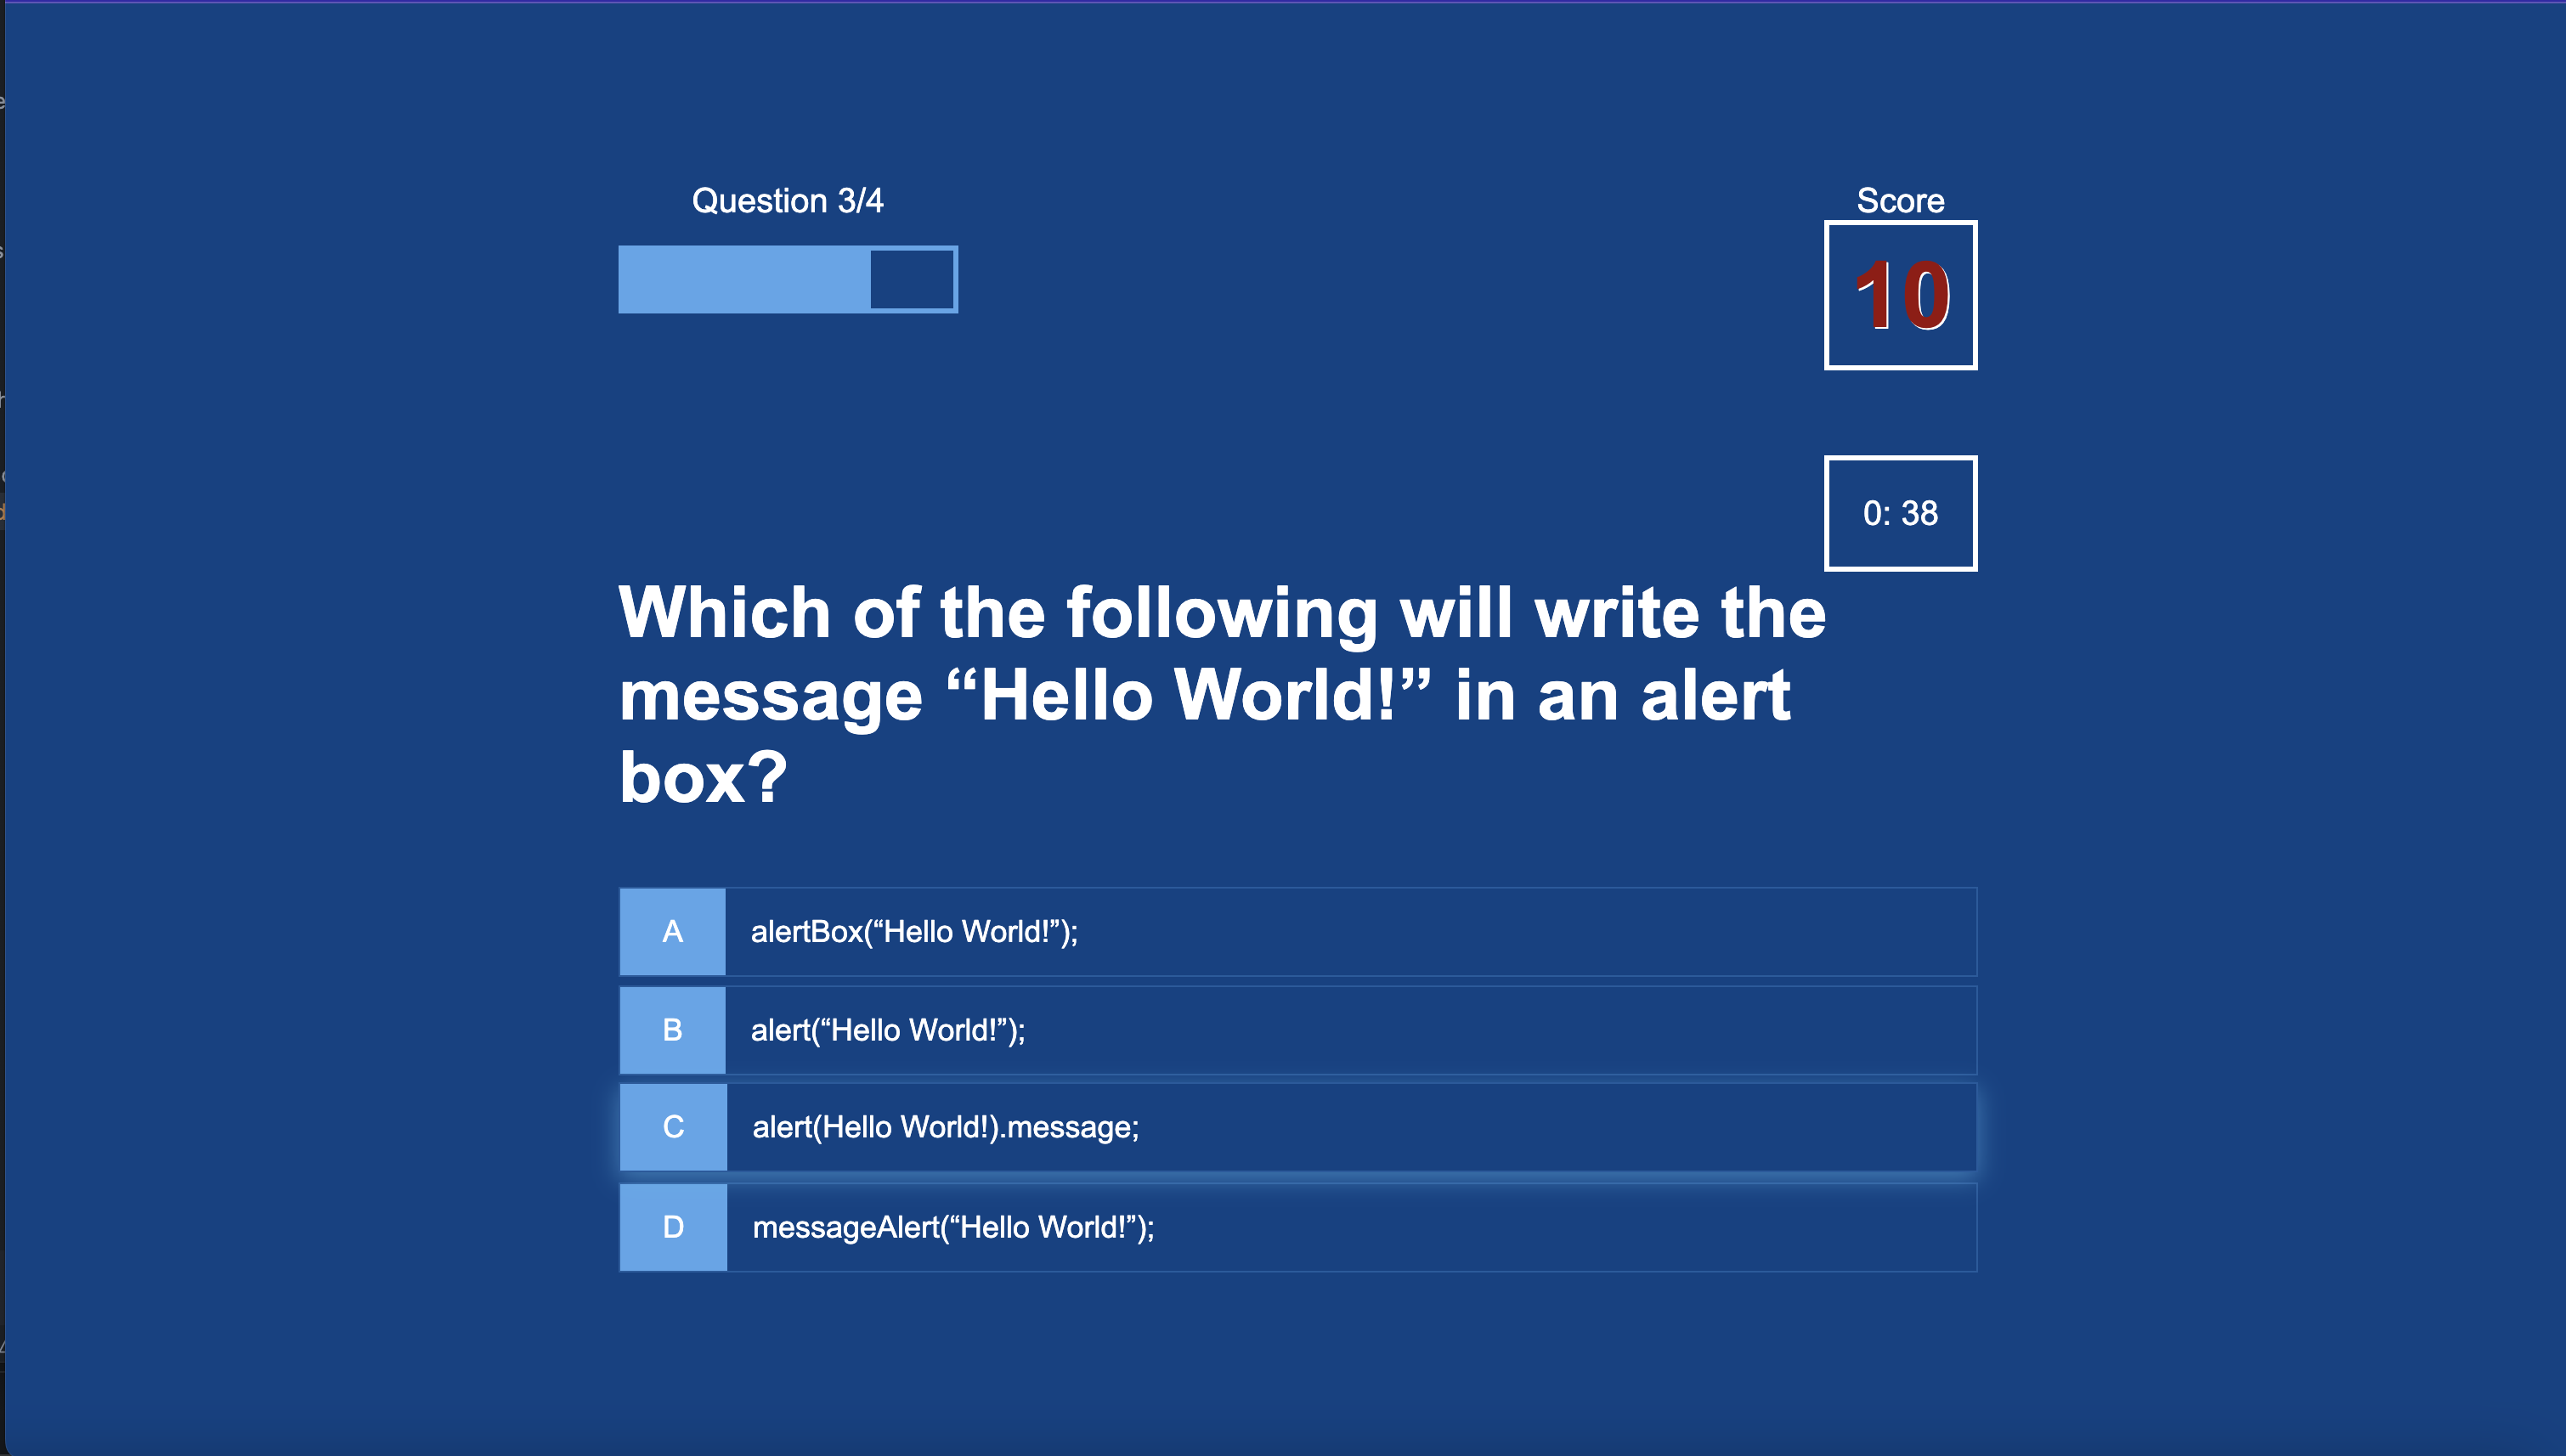 Question 3/4
Score
10
0: 38
Which of the following will write the
message “Hello World!” in an alert
box?
A alertBox(“Hello World!”);
B alert(“Hello World!”);
C alert(Hello World!).message;
D messageAlert(“Hello World!”);